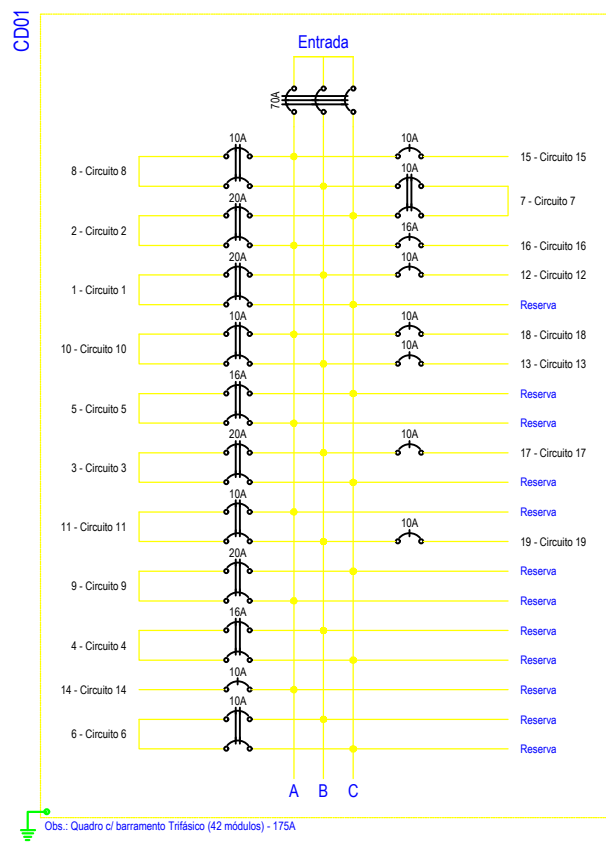 CD01
Entrada
70A
10A 10A
15 - Circuito 15
8 - Circuito 8
10A
7 - Circuito 7
20A
2 - Circuito 2
16A
16 - Circuito 16
20A 10A
12 - Circuito 12
1 - Circuito 1
Reserva
10A 10A
18 - Circuito 18
10 - Circuito 10
10A
13 - Circuito 13
16A
Reserva
5 - Circuito 5
Reserva
20A 10A
17 - Circuito 17
3 - Circuito 3
Reserva
10A
Reserva
11 - Circuito 11
10A
19 - Circuito 19
20A
Reserva
9 - Circuito 9
Reserva
16A
Reserva
4 - Circuito 4
Reserva
10A
14 - Circuito 14
Reserva
10A
Reserva
6 - Circuito 6
Reserva
A B C
Obs.: Quadro c/ barramento Trifásico (42 módulos) - 175A